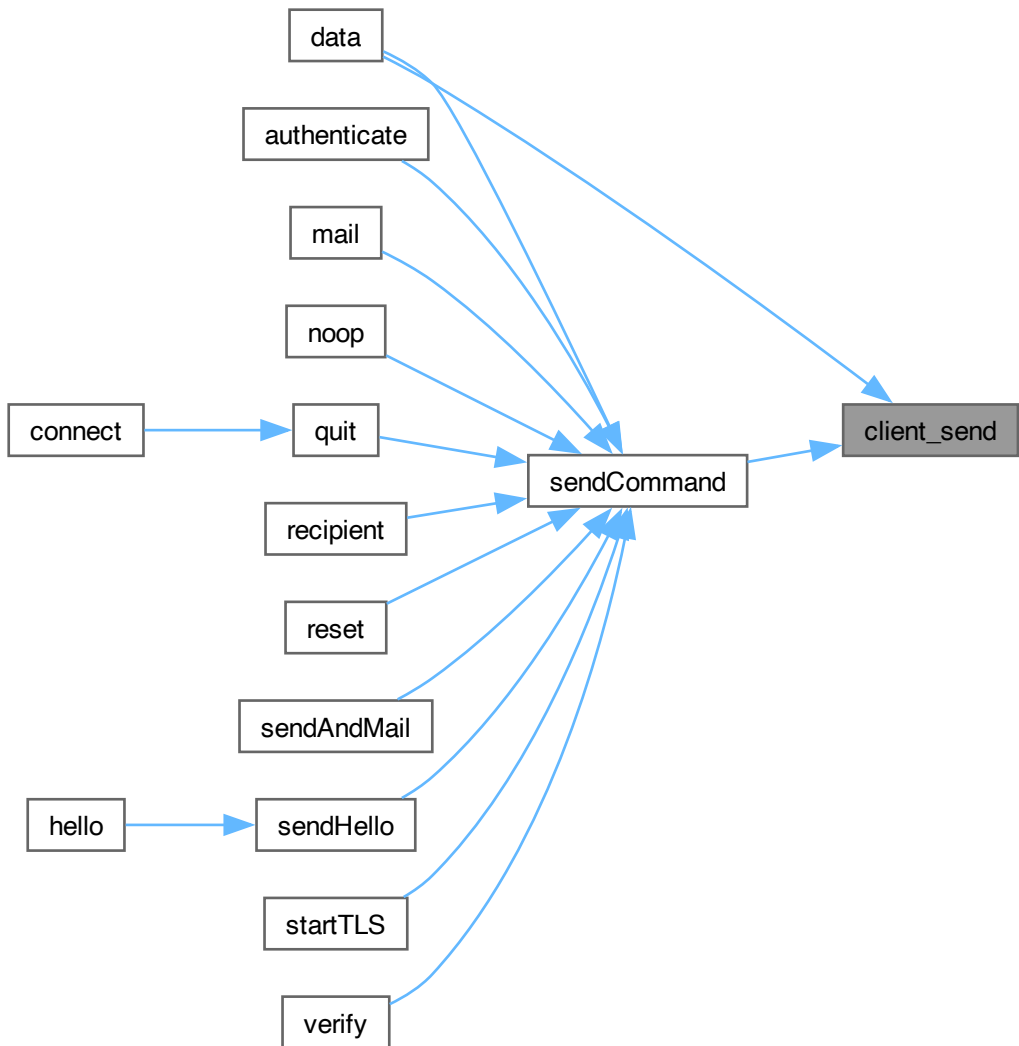 data
authenticate
mail
noop
connect
quit
client_send
sendCommand
recipient
reset
sendAndMail
hello
sendHello
startTLS
verify